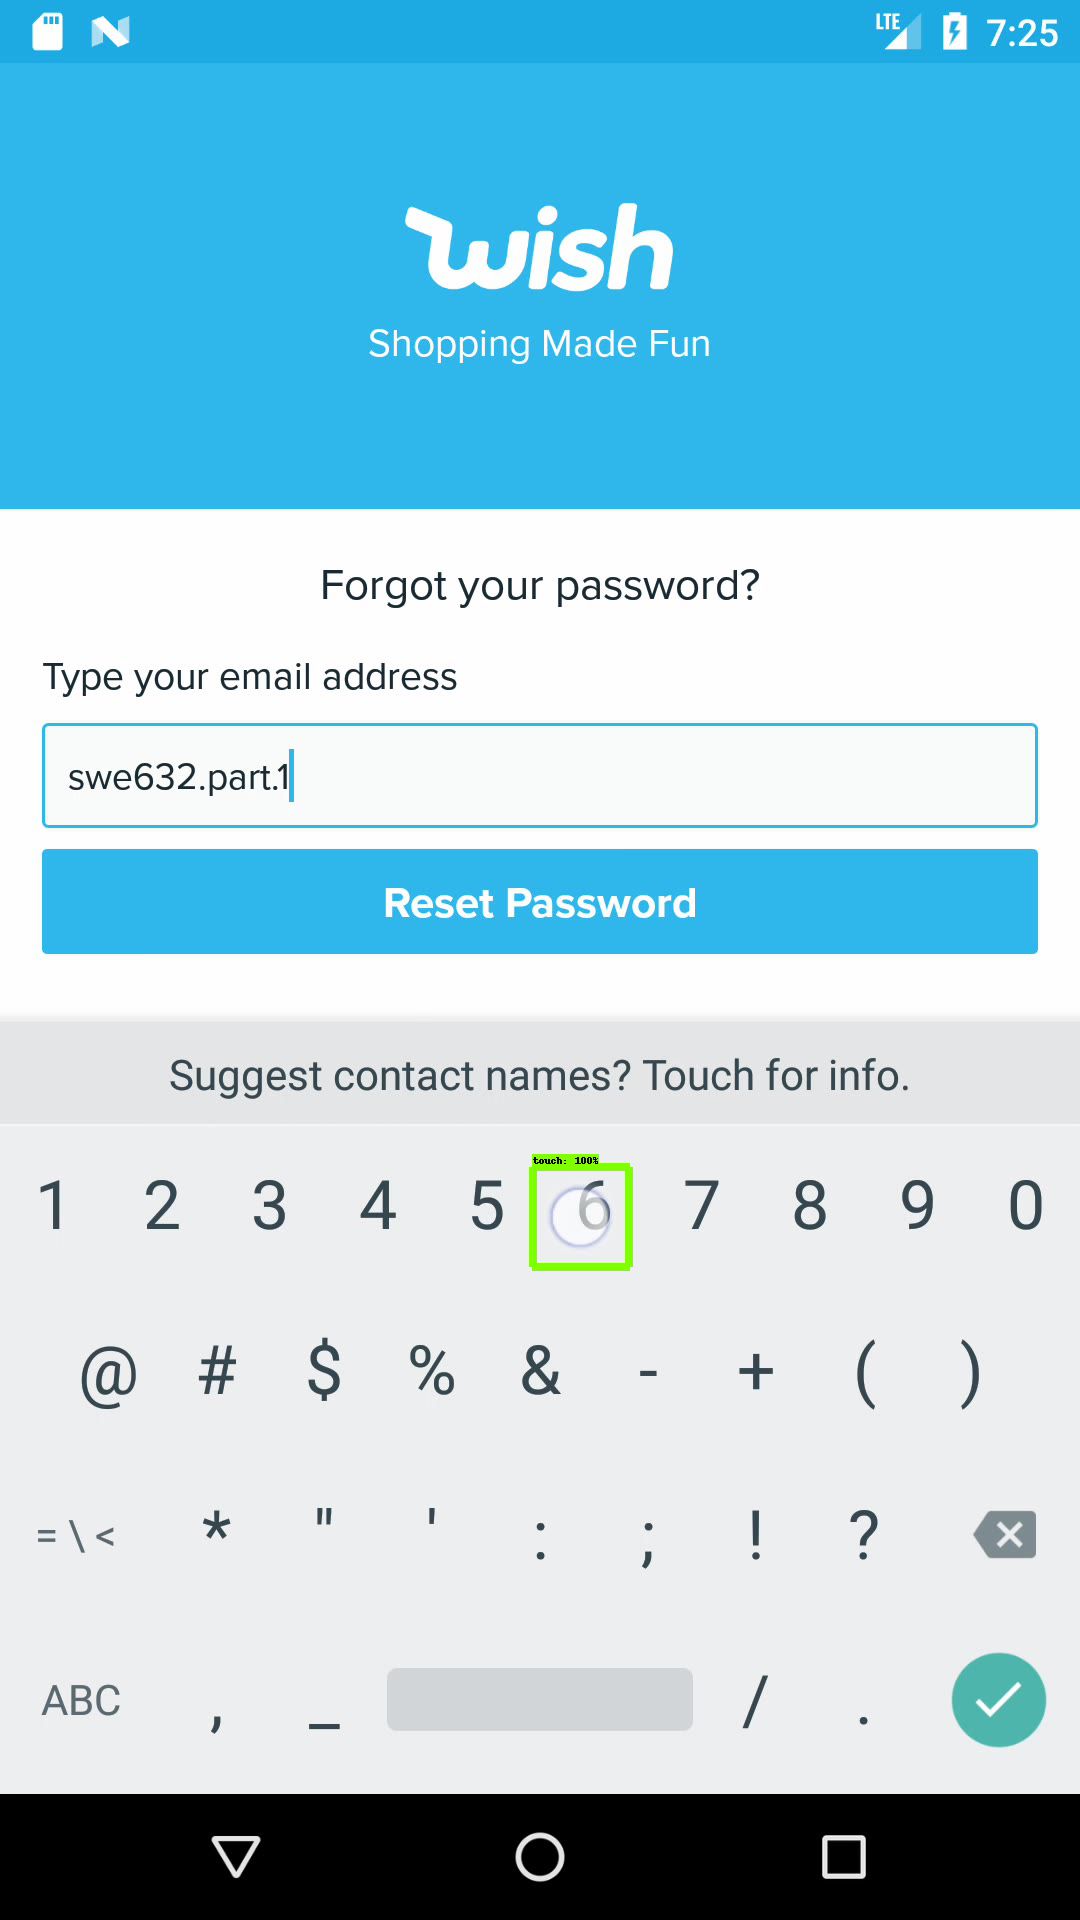 LTE 7:25
wish
Shopping Made Fun
Forgot your password?
Type your email address
swe632.part.1
Reset Password
Suggest contact names? Touch for info.
touch: 100%
1 2 3 4 5 6 7 8 9 0
@ # $ % & - + ( )
= \ < * " ' : ; ! ?
ABC , _ / .